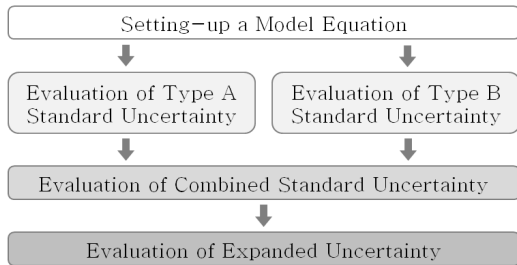 Setting-up a Model Equation
Evaluation of Type A
Standard Uncertainty
Evaluation of Type B
Standard Uncertainty
Evaluation of Combined Standard Uncertainty
Evaluation of Expanded Uncertainty